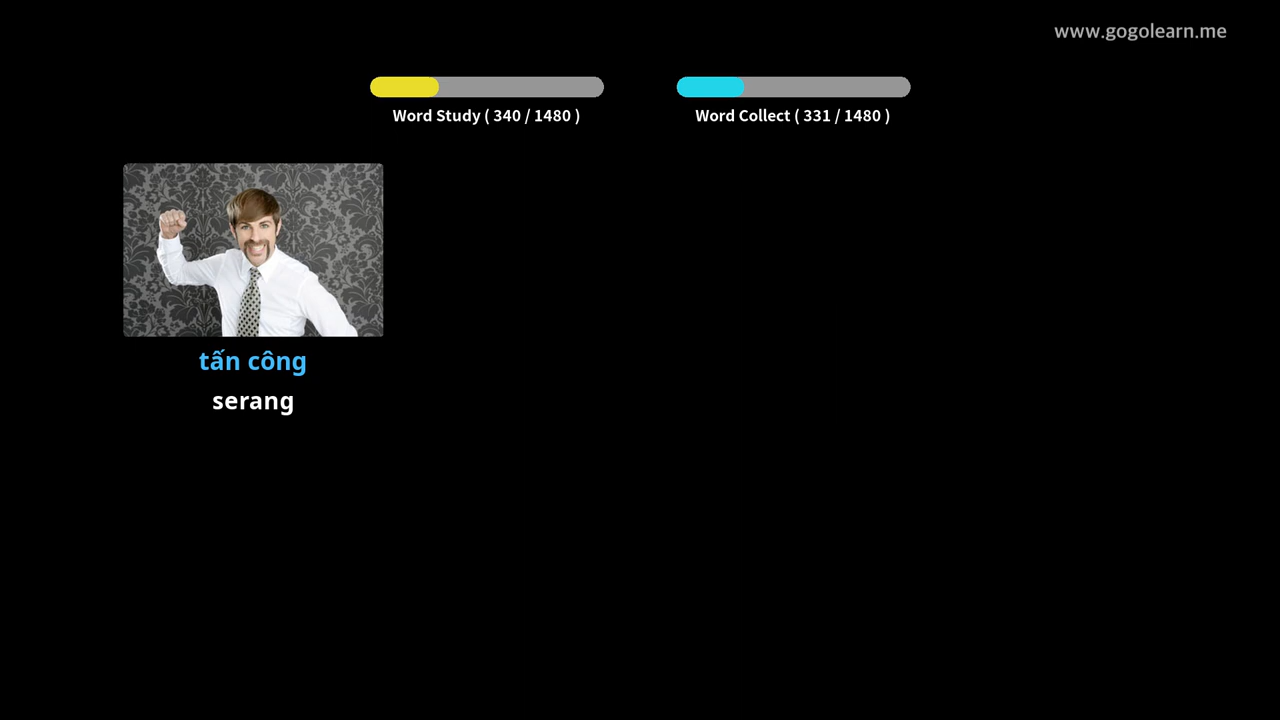 www.gogolearn.me
Word Study ( 340 / 1480 )
Word Collect ( 331 / 1480 )
tấn công
serang